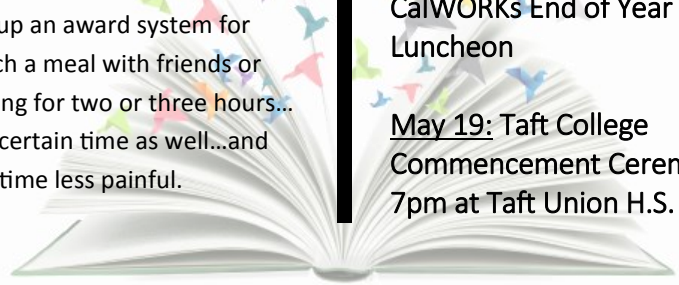 up an award system for
ch a meal with friends or
ng for two or three hours...
certain time as well...and
time less painful.
CalWORKs End of Year
Luncheon
May 19: Taft College
Commencement Ceren
7pm at Taft Union H.S.